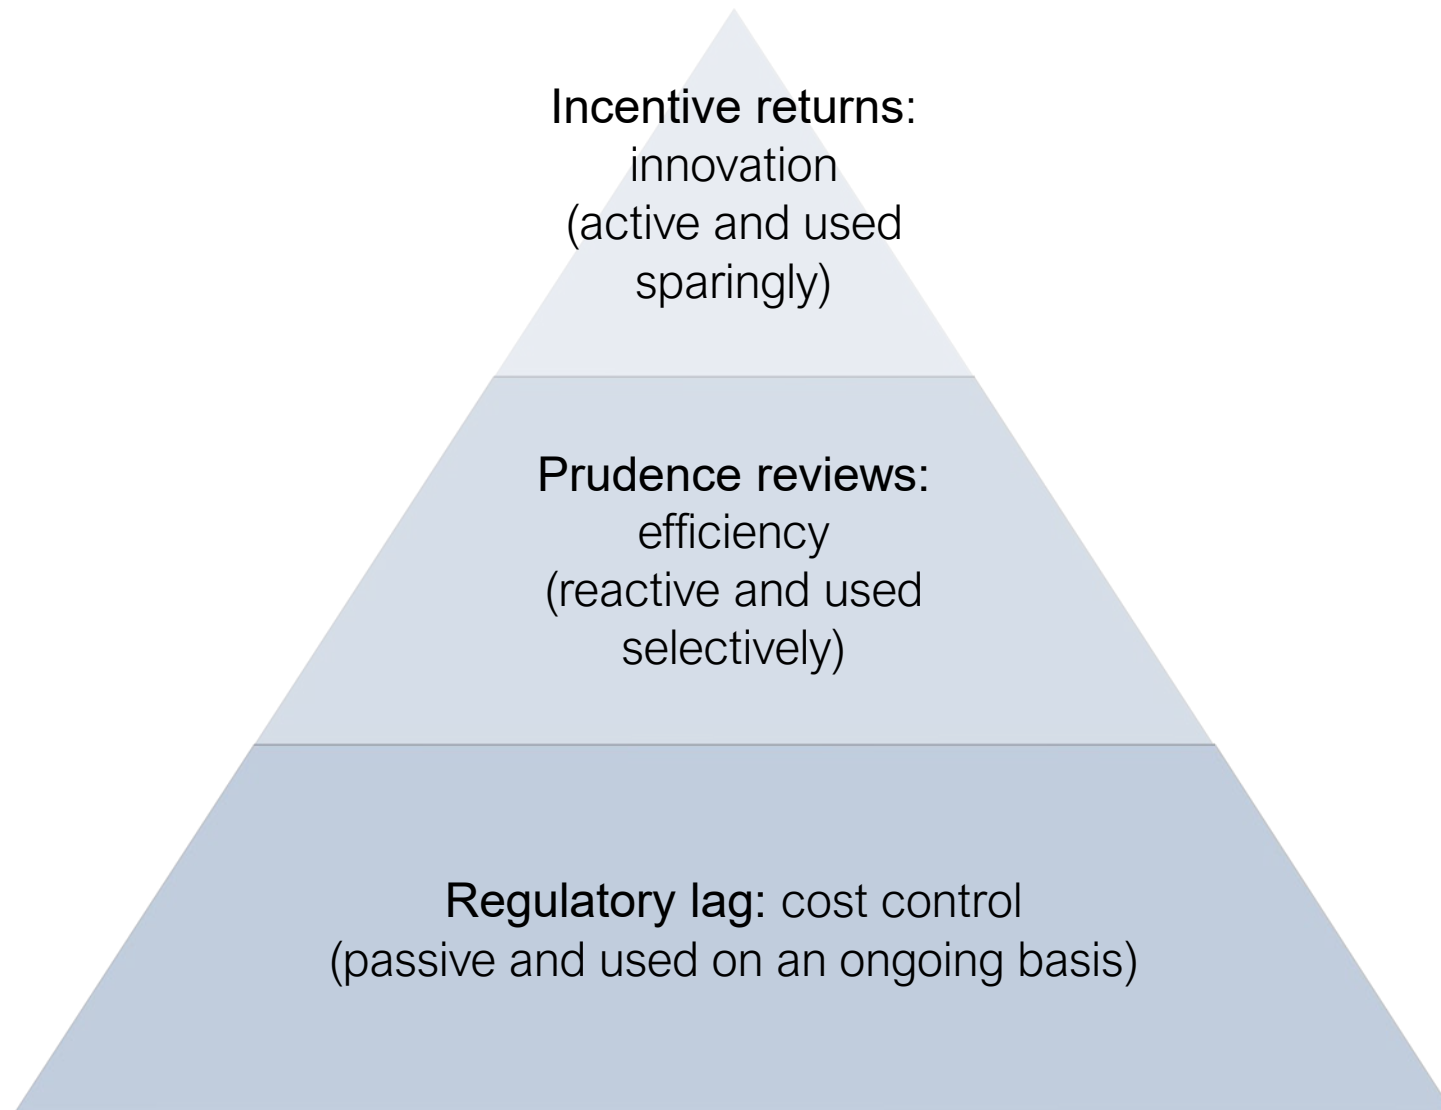 Incentive returns:
innovation
(active and used
sparingly)
Prudence reviews:
efficiency
(reactive and used
selectively)
Regulatory lag: cost control
(passive and used on an ongoing basis)